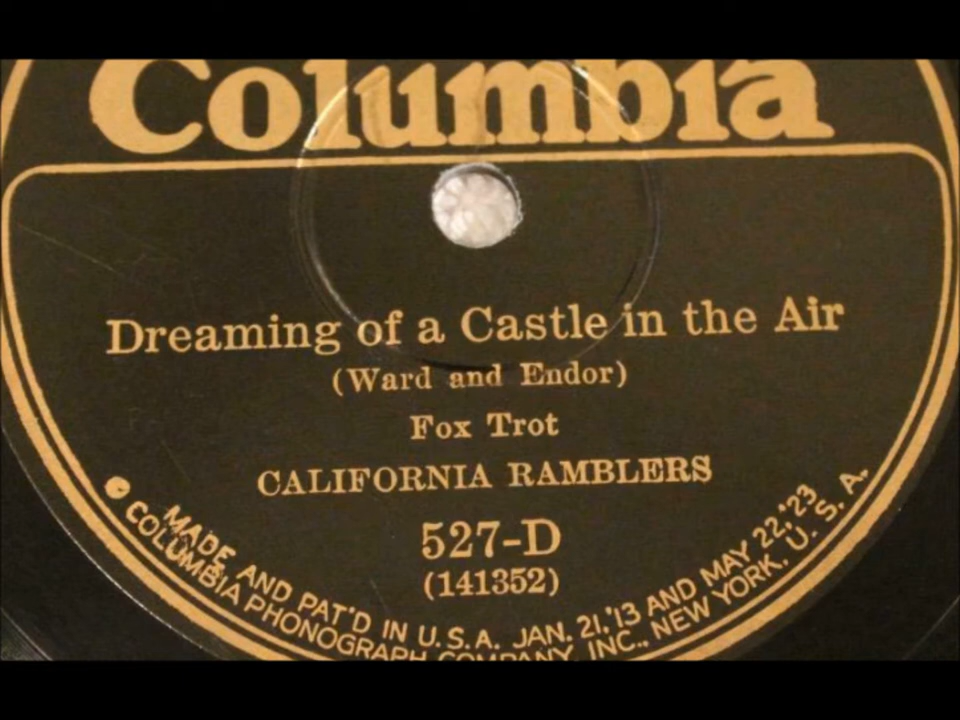 Columbia
Dreaming of a Castle in the Air
(Ward and Endor)
Fox Trot
CALIFORNIA RAMBLERS
527-D
(141352)
MADE AND PAT'D IN U.S.A. JAN. 21,'13 AND MAY 22,'23
COLUMBIA PHONOGRAPH COMPANY, INC., NEW YORK, U. S. A.